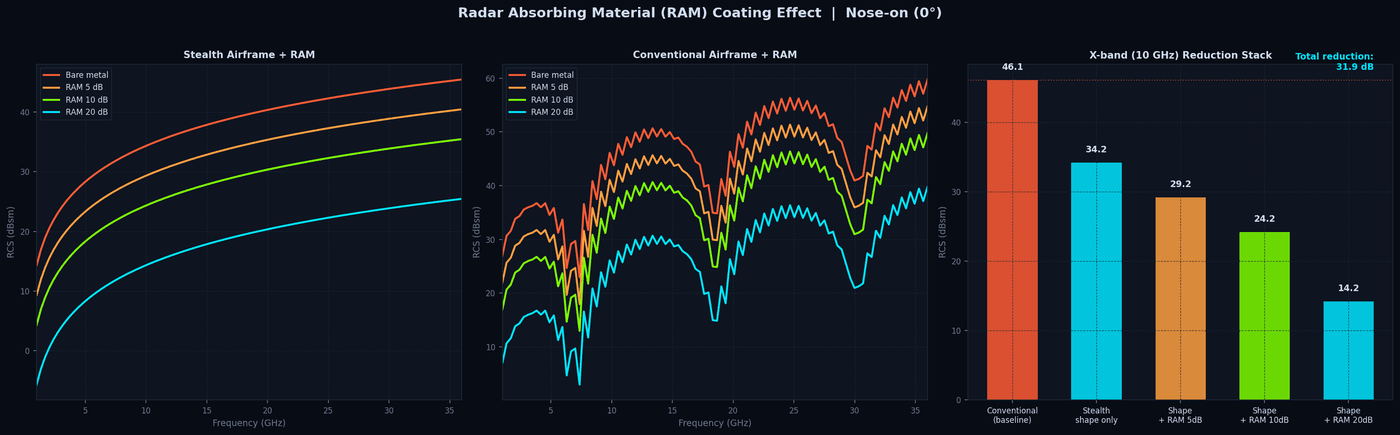 Radar Absorbing Material (RAM) Coating Effect | Nose-on (0°)
Stealth Airframe + RAM
Bare metal
RAM 5 dB
RAM 10 dB
RAM 20 dB
RCS (dBsm)
40
30
20
10
0
5
10
15
20
25
30
35
Frequency (GHz)
Conventional Airframe + RAM
Bare metal
RAM 5 dB
RAM 10 dB
RAM 20 dB
RCS (dBsm)
60
50
40
30
20
10
5
10
15
20
25
30
35
Frequency (GHz)
X-band (10 GHz) Reduction Stack
Total reduction:
31.9 dB
RCS (dBsm)
40
30
20
10
0
46.1
34.2
29.2
24.2
14.2
Conventional
(baseline)
Stealth
shape only
Shape
+ RAM 5dB
Shape
+ RAM 10dB
Shape
+ RAM 20dB